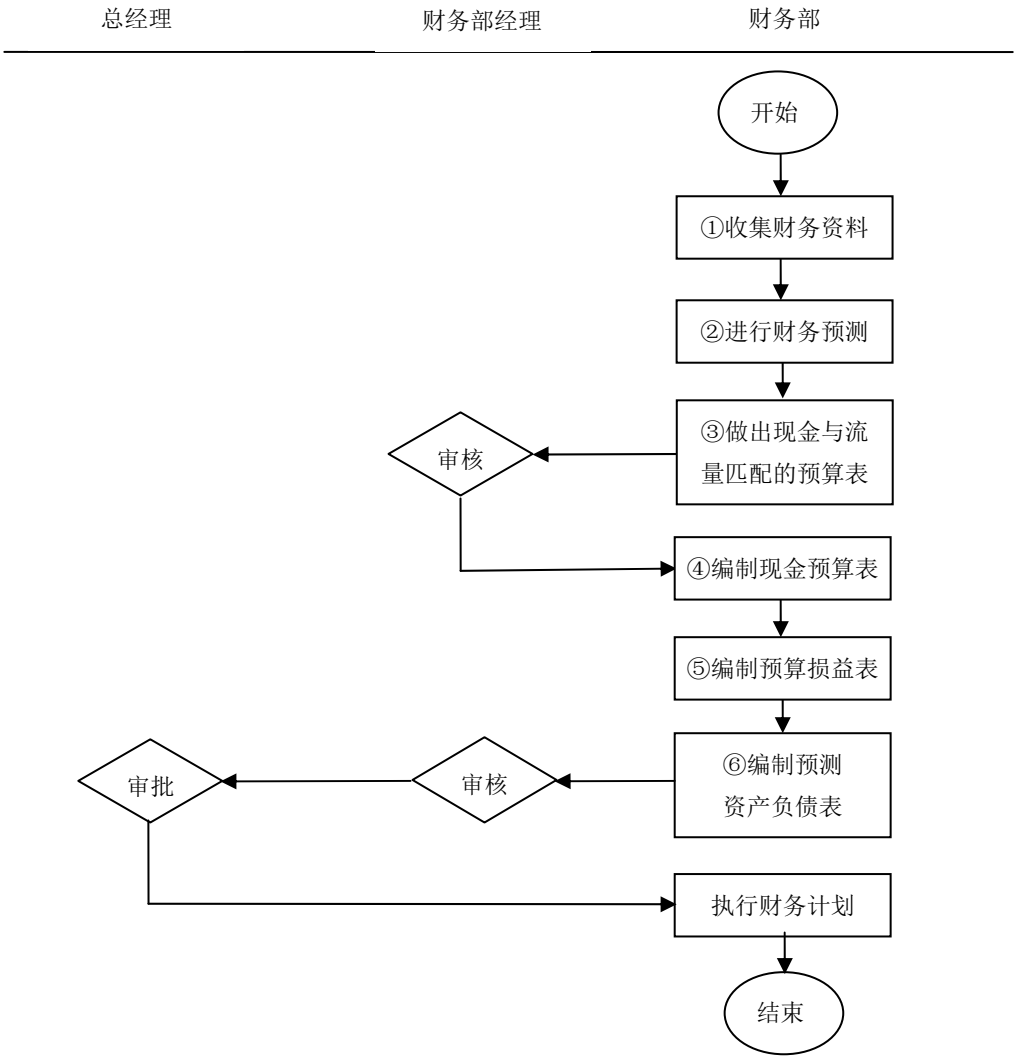 总经理
财务部经理
财务部
开始
①收集财务资料
②进行财务预测
③做出现金与流
量匹配的预算表
审核
④编制现金预算表
⑤编制预算损益表
⑥编制预测
资产负债表
审核
审批
执行财务计划
结束